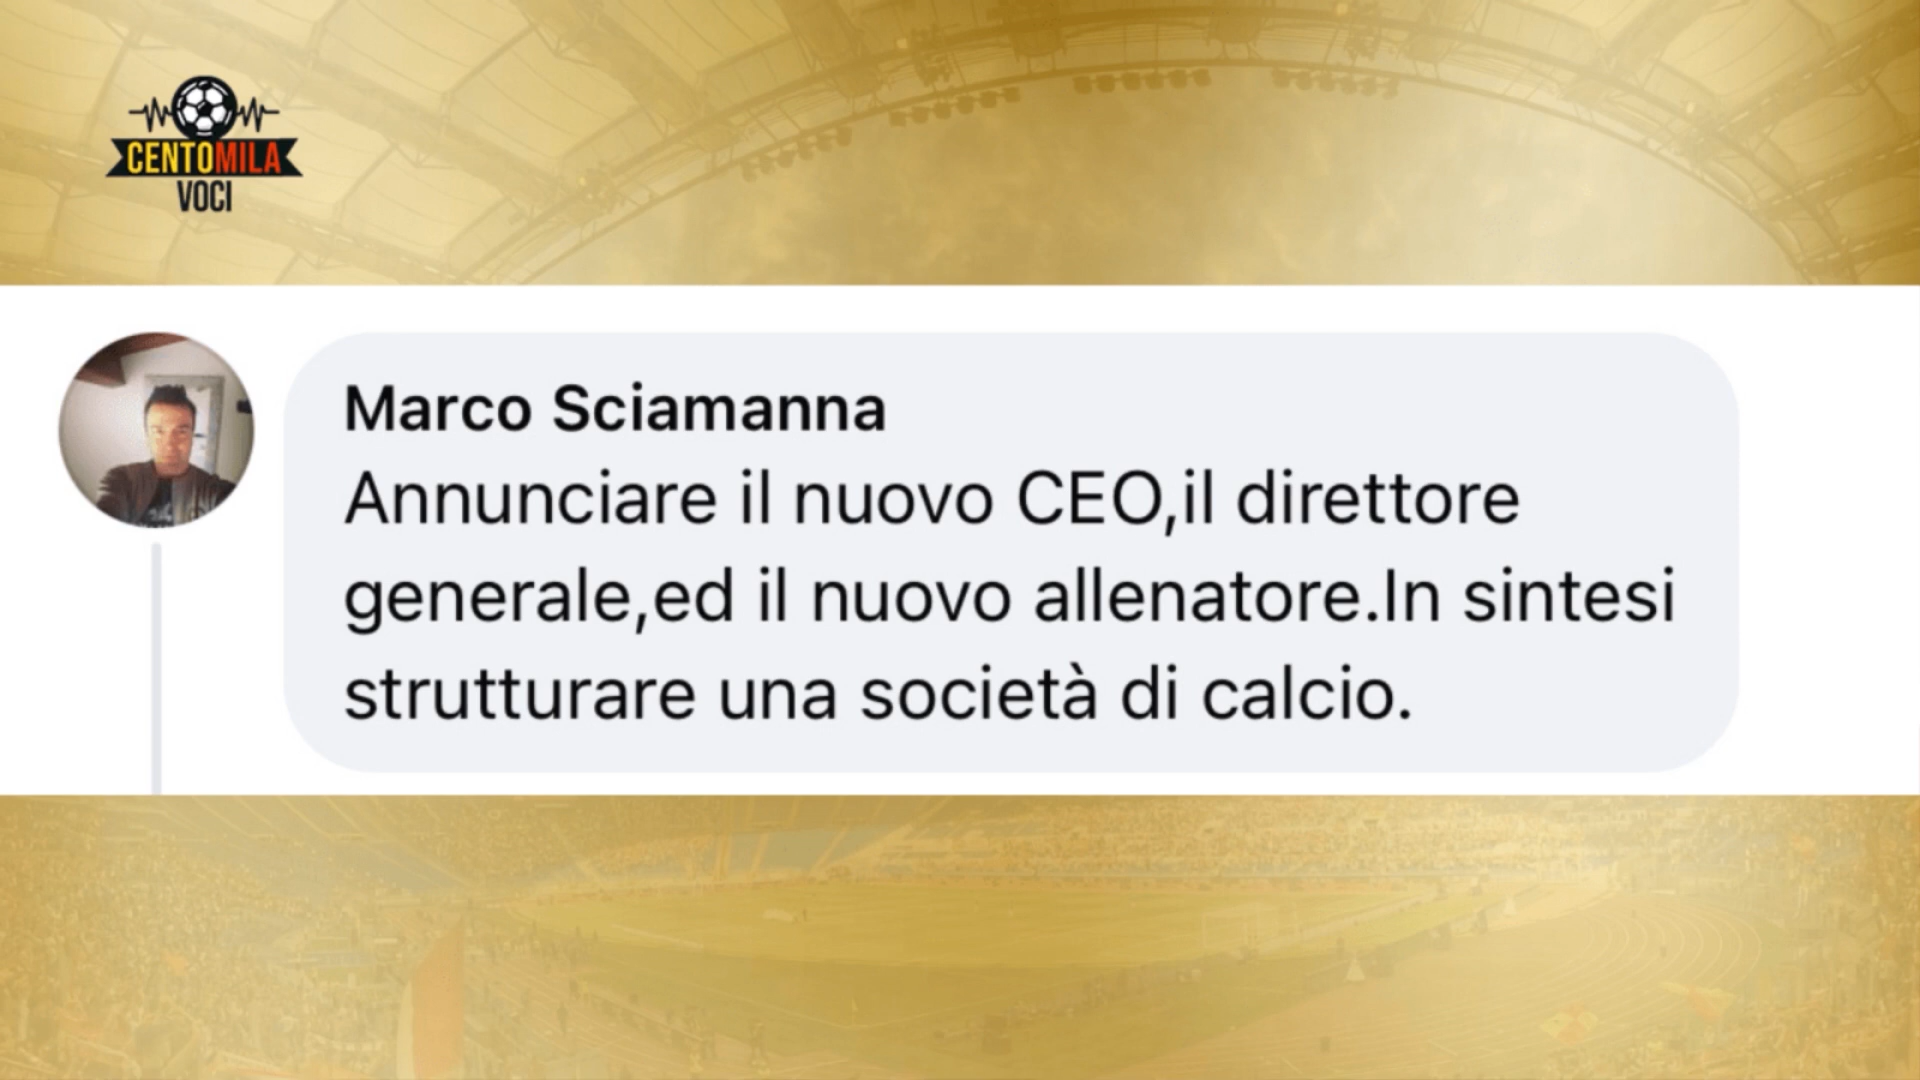 CENTOMILA
VOCI
Marco Sciamanna
Annunciare il nuovo CEO,il direttore
generale,ed il nuovo allenatore.In sintesi
strutturare una società di calcio.